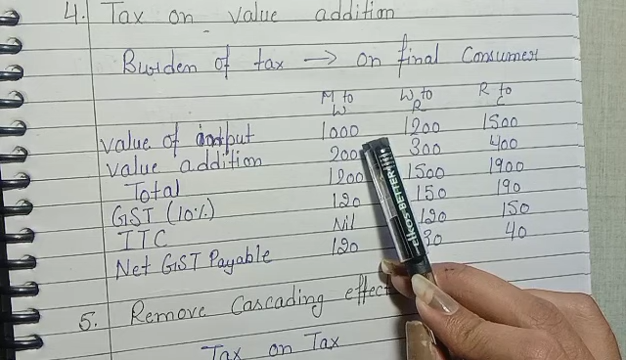 4. Tax on value addition
Burden of tax → on final Consumer
M to W W to R R to C
Value of input 1000 1200 1500
Value addition 200 300 400
Total 1200 1500 1900
GST (10%) 120 150 190
ITC Nil 120 150
Net GST Payable 120 30 40
5. Remove Cascading effect
Tax on Tax
elkos BETTER